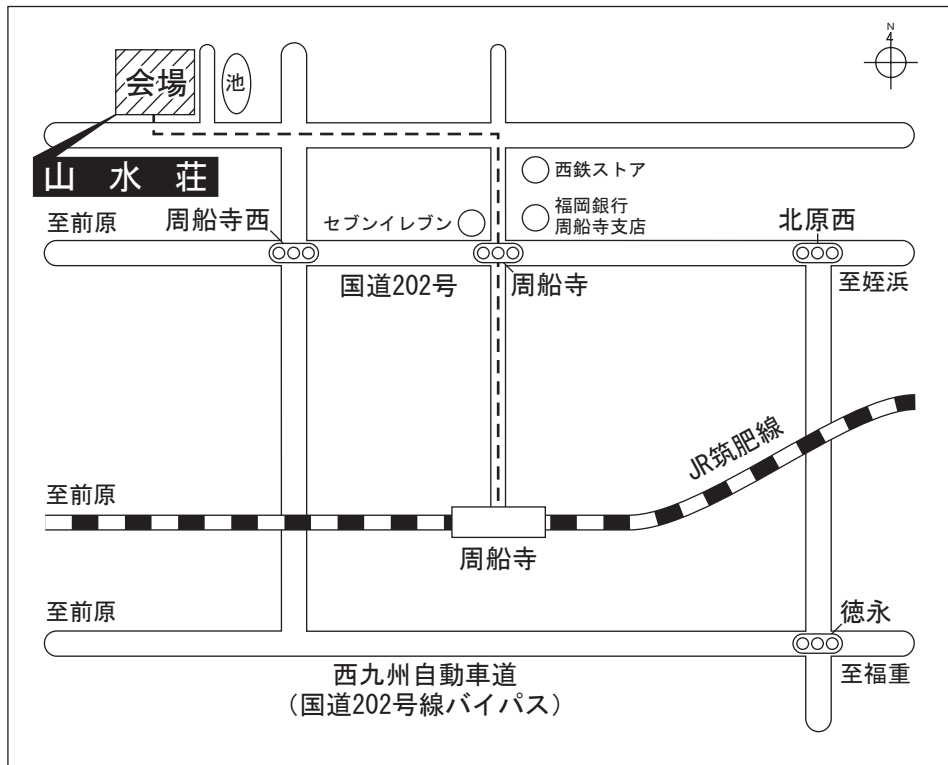 N
4
会場
池
山水荘
西鉄ストア
福岡銀行
周船寺支店
セブンイレブン
至前原
周船寺西
北原西
国道202号
周船寺
至姪浜
JR筑肥線
至前原
周船寺
至前原
徳永
西九州自動車道
（国道202号線バイパス）
至福重